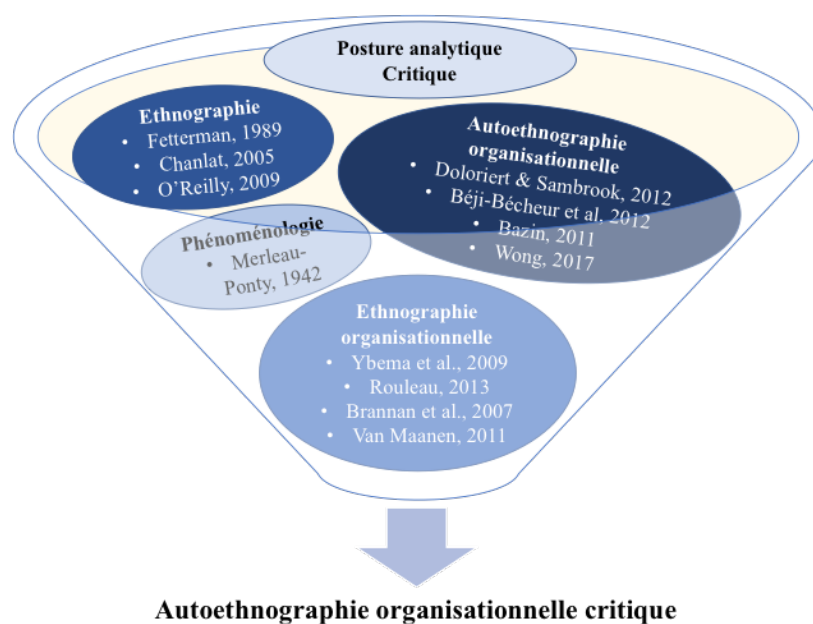 Posture analytique
Critique
Ethnographie
• Fetterman, 1989
• Chanlat, 2005
• O'Reilly, 2009
Autoethnographie
organisationnelle
• Doloriert & Sambrook, 2012
• Béji-Bécheur et al, 2012
• Bazin, 2011
• Wong, 2017
Phénoménologie
• Merleau-
Ponty, 1942
Ethnographie
organisationnelle
• Ybema et al., 2009
• Rouleau, 2013
• Brannan et al., 2007
• Van Maanen, 2011
Autoethnographie organisationnelle critique